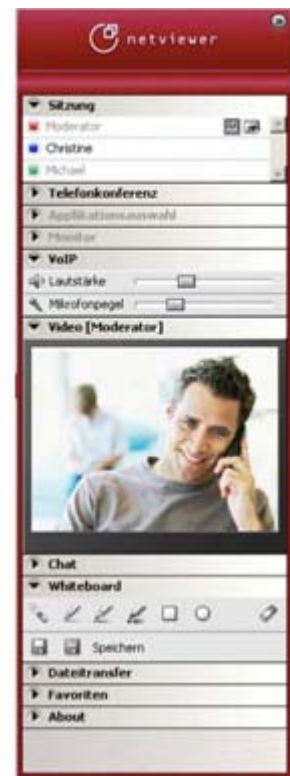 netviewer
Sitzung
Moderator
Christine
Michael
Telefonkonferenz
Applikationsauswahl
Monitor
VoIP
Lautstärke
Mikrofonpegel
Video [Moderator]
Chat
Whiteboard
Speichern
Dateitransfer
Favoriten
About